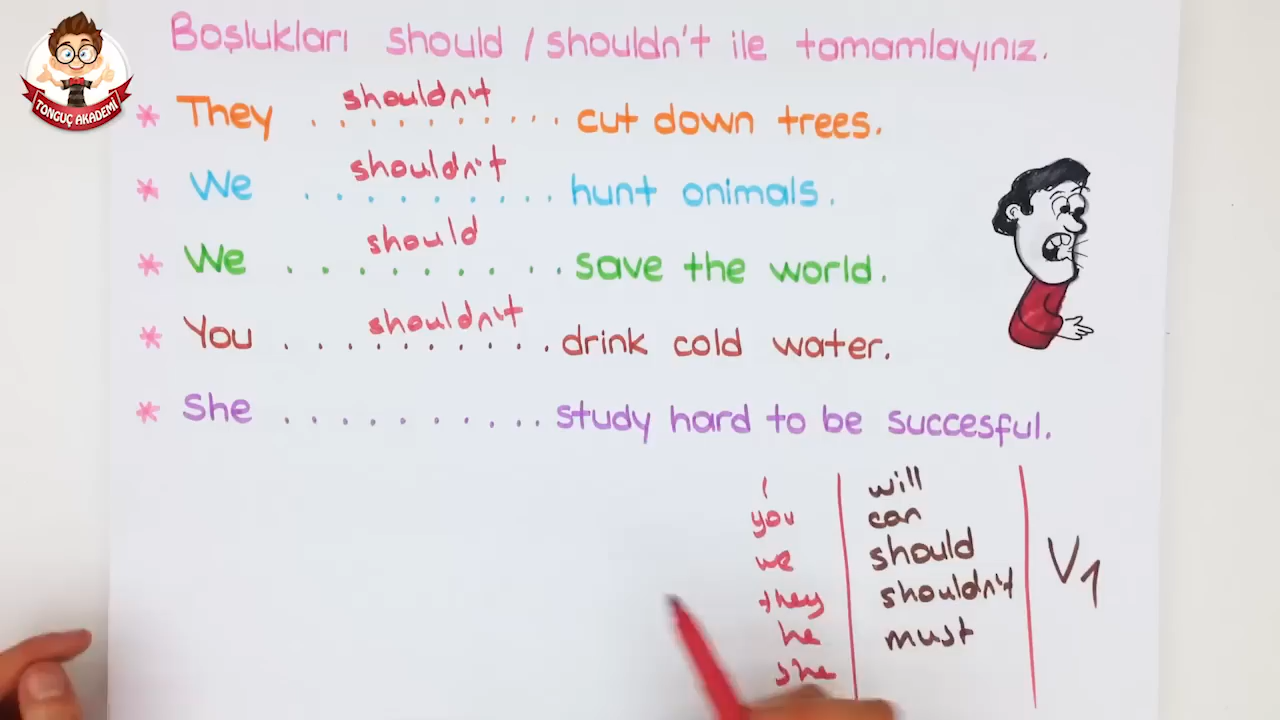 TONGUÇ AKADEMİ
Boşlukları should / shouldn't ile tamamlayınız.
* They shouldn't .......... cut down trees.
* We shouldn't ......... hunt animals.
* We should ......... save the world.
* You shouldn't .......... drink cold water.
* She .......... study hard to be succesful.
I will
you can
we should V1
they shouldn't
he must
she